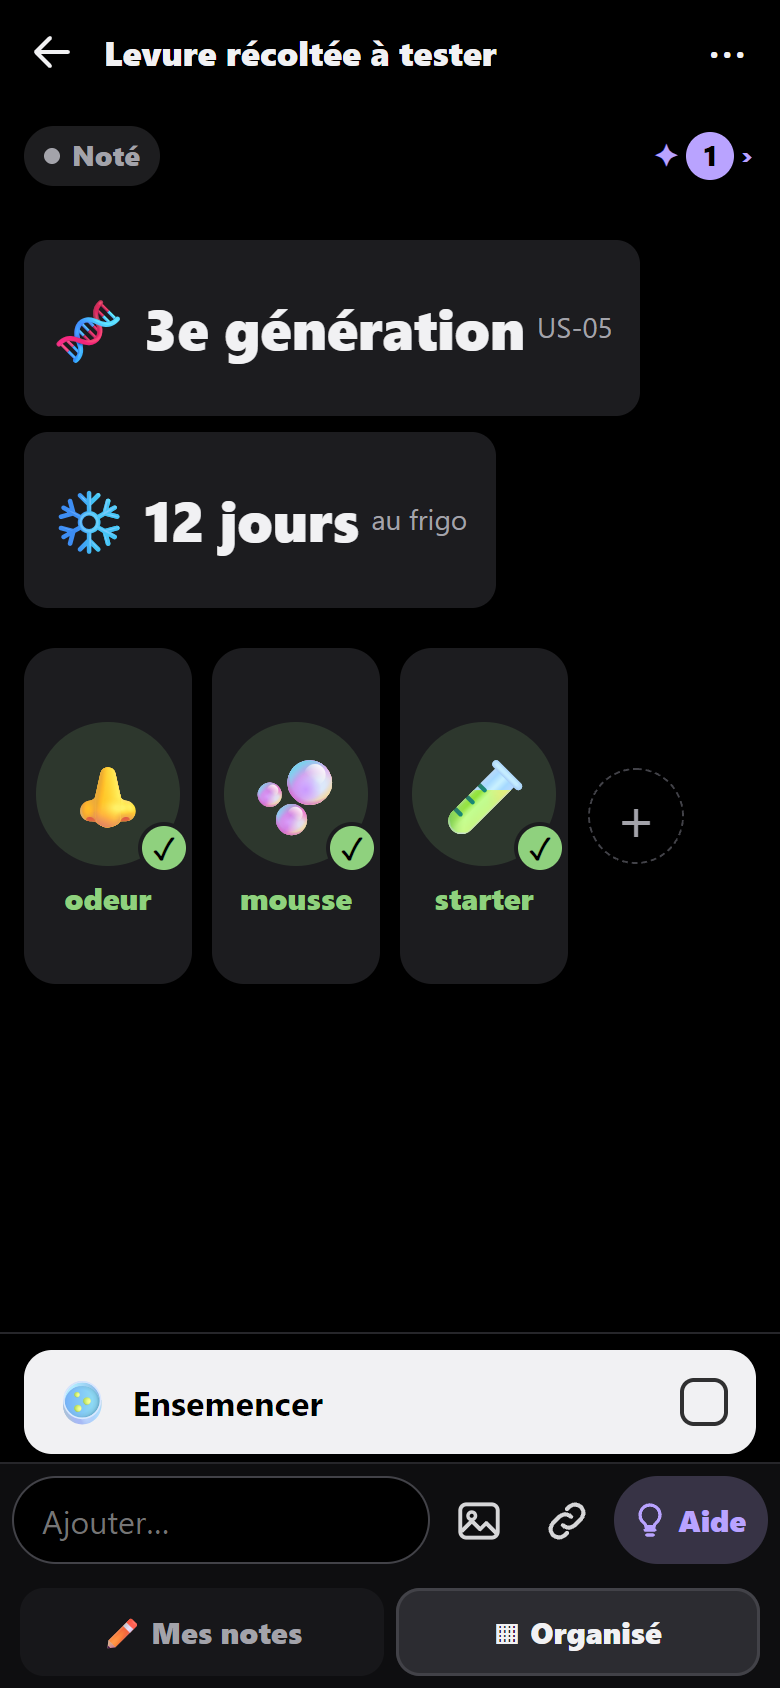 Levure récoltée à tester
Noté
1
3e génération US-05
12 jours au frigo
odeur
mousse
starter
Ensemencer
Ajouter...
Aide
Mes notes
Organisé